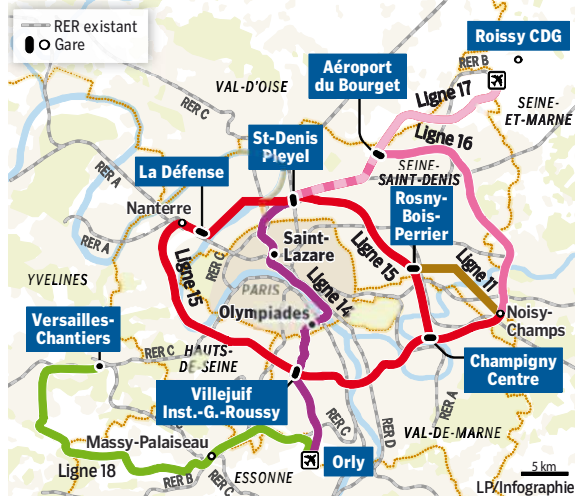 RER existant
Gare
Roissy CDG
RER B
Aéroport
du Bourget
VAL-D'OISE
Ligne 17
SEINE-
ET-MARNE
RER C
St-Denis
Pleyel
Ligne 16
La Défense
SEINE-
SAINT-DENIS
RER A
Rosny-
Bois-
Perrier
Nanterre
RER A
Saint-
Lazare
RER C
Ligne 15
Ligne 15
Ligne 11
YVELINES
PARIS
Ligne 14
Olympiades
Noisy-
Champs
Versailles-
Chantiers
RER C
HAUTS-
DE-SEINE
Champigny
Centre
Villejuif
Inst.-G.-Roussy
RER A
RER C
RER D
VAL-DE-MARNE
Massy-Palaiseau
Orly
Ligne 18
RER B
RER C
ESSONNE
5 km
LP/Infographie